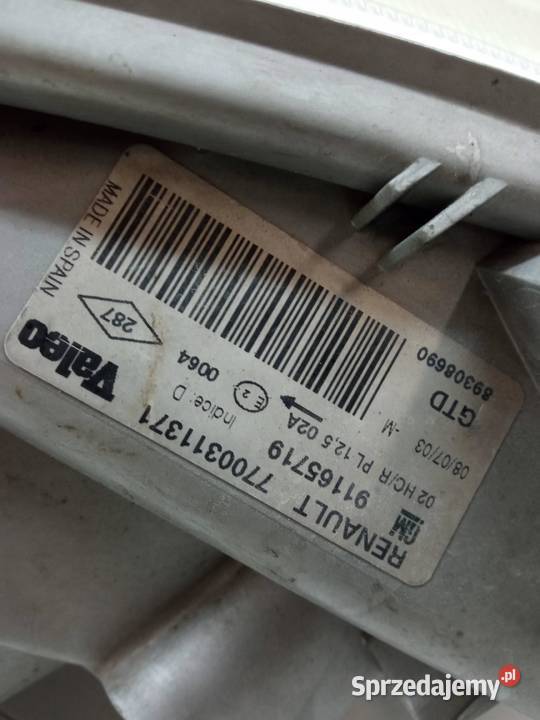 RENAULT 7700311371 Valeo
GM 91165719 Indice: D 287
02 HC/R PL 12,5 02A E 2 0064
08/07/03 -M
GTD 89308690
MADE IN SPAIN
Sprzedajemy.pl